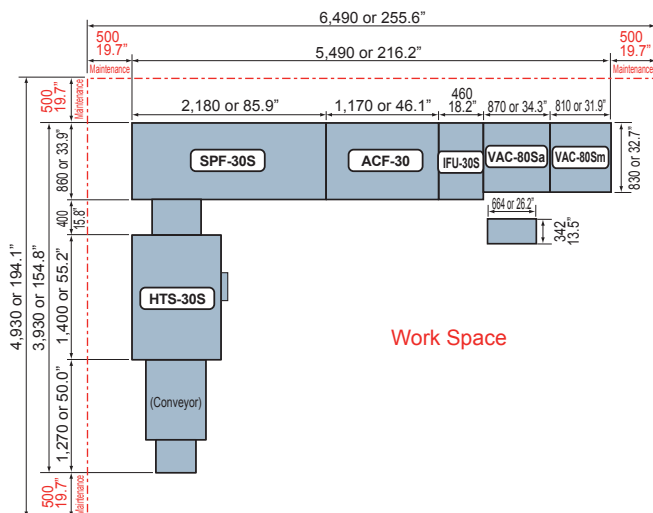 6,490 or 255.6"
500
19.7"
Maintenance
5,490 or 216.2"
500
19.7"
Maintenance
500
19.7"
Maintenance
2,180 or 85.9"
1,170 or 46.1"
460
18.2"
870 or 34.3"
810 or 31.9"
SPF-30S
ACF-30
IFU-30S
VAC-80Sa
VAC-80Sm
860 or 33.9"
830 or 32.7"
400
15.8"
664 or 26.2"
342
13.5"
4,930 or 194.1"
3,930 or 154.8"
1,400 or 55.2"
HTS-30S
Work Space
1,270 or 50.0"
(Conveyor)
500
19.7"
Maintenance